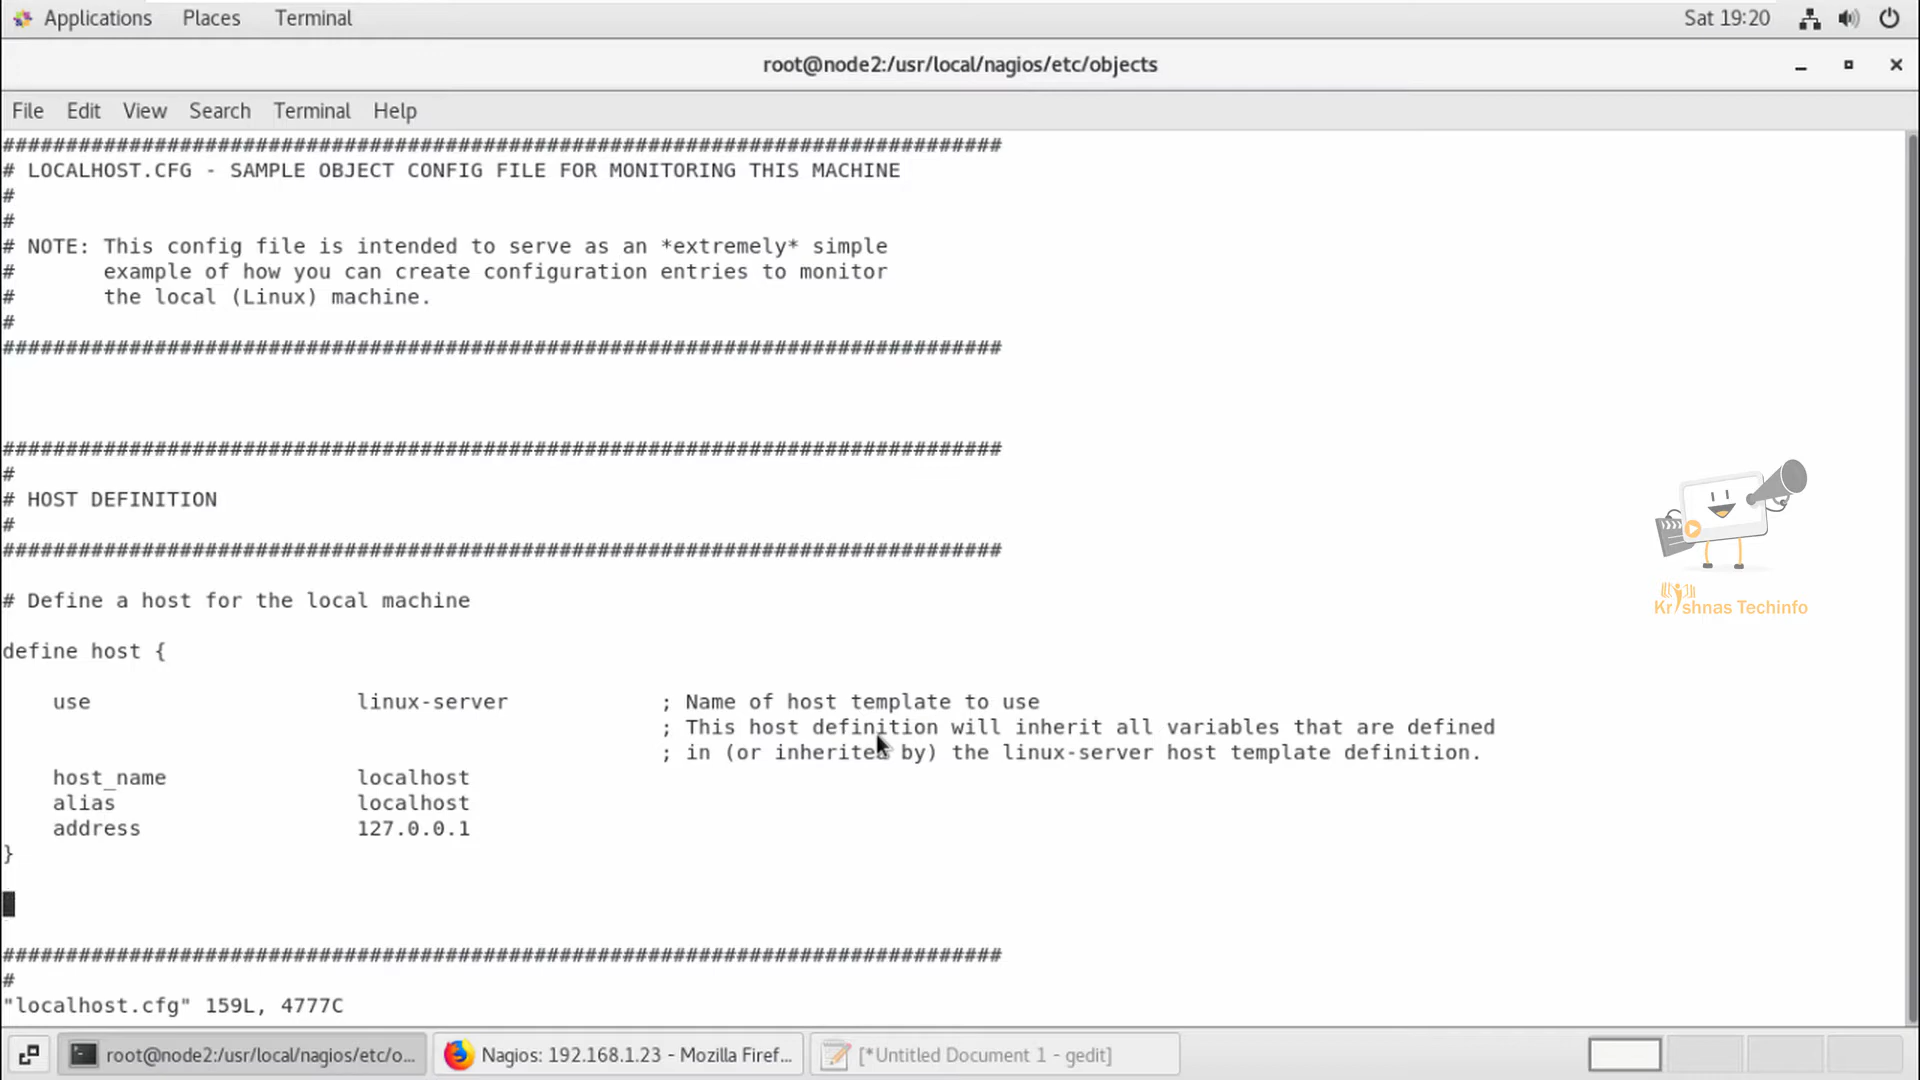 Applications Places Terminal Sat 19:20
root@node2:/usr/local/nagios/etc/objects
File Edit View Search Terminal Help
###############################################################################
# LOCALHOST.CFG - SAMPLE OBJECT CONFIG FILE FOR MONITORING THIS MACHINE
#
#
# NOTE: This config file is intended to serve as an *extremely* simple
#       example of how you can create configuration entries to monitor
#       the local (Linux) machine.
#
###############################################################################
###############################################################################
#
# HOST DEFINITION
#
###############################################################################
# Define a host for the local machine
define host {
    use                     linux-server            ; Name of host template to use
                                                    ; This host definition will inherit all variables that are defined
                                                    ; in (or inherited by) the linux-server host template definition.
    host_name               localhost
    alias                   localhost
    address                 127.0.0.1
}
###############################################################################
#
"localhost.cfg" 159L, 4777C
Krishnas Techinfo
root@node2:/usr/local/nagios/etc/o... Nagios: 192.168.1.23 - Mozilla Firef... [*Untitled Document 1 - gedit]